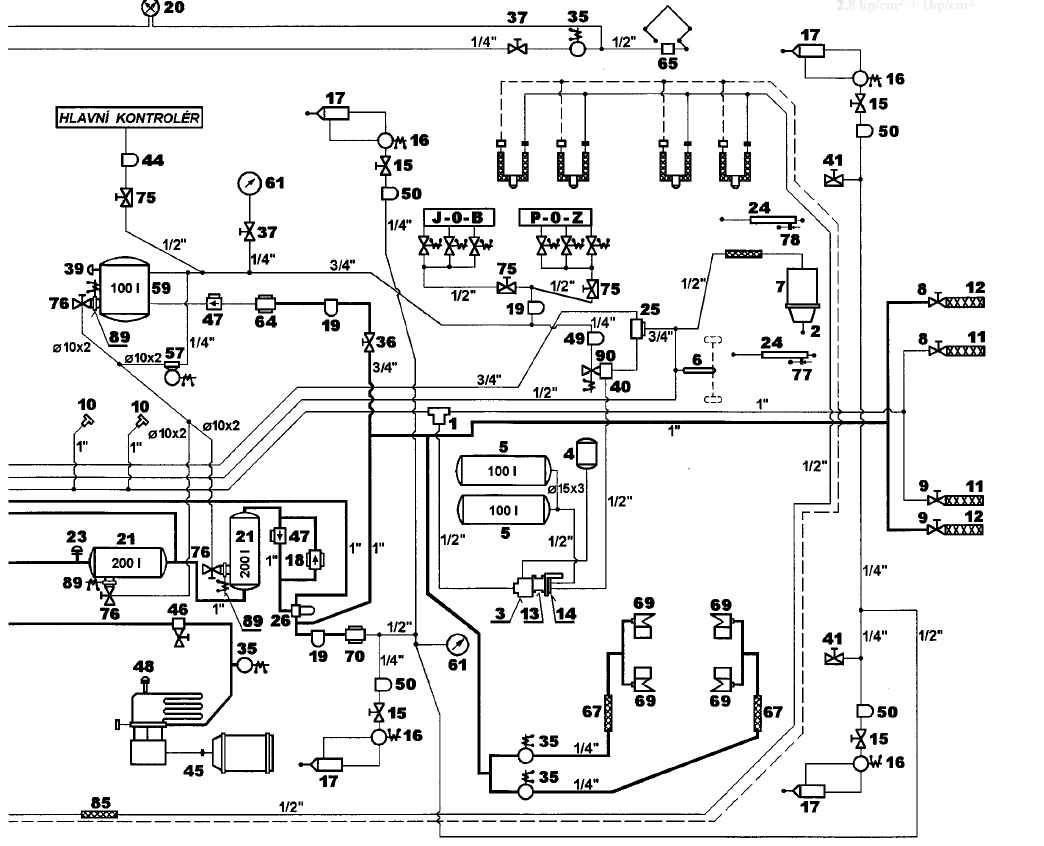 2.8 kp/cm² + 1kp/cm²
20
37 35 17
1/4" 1/2" 65 16
15
17 50
HLAVNÍ KONTROLÉR
16
44 15 41
61 50
75 24
1/4" J-O-B P-O-Z 78
37
1/2" 1/4" 75 1/2" 75 1/2" 7
39 100 l 59 3/4" 19 25 8 12
76 47 64 19 1/4" 3/4" 2
89 1/4" 36 49 24
ø10x2 ø10x2 57 90 6 77 8 11
3/4" 40
10 10 3/4" 1/2" 1"
ø10x2 ø10x2 1
1" 1" 1"
5 4
100 l 1/2"
ø15x3
100 l 1/2" 9 11
5
23 21 21 47 9 12
76 200 l 1" 18 1" 1" 1/2" 1/2"
200 l
89 1/4"
76 1" 89 26 3 13 14
46 69 69
1/2" 1/4" 1/2"
35 19 70 61
1/4" 41
48 50 69 69
67 67 50
15
16 35 1/4" 15
45 17 16
35 1/4" 17
85 1/2"